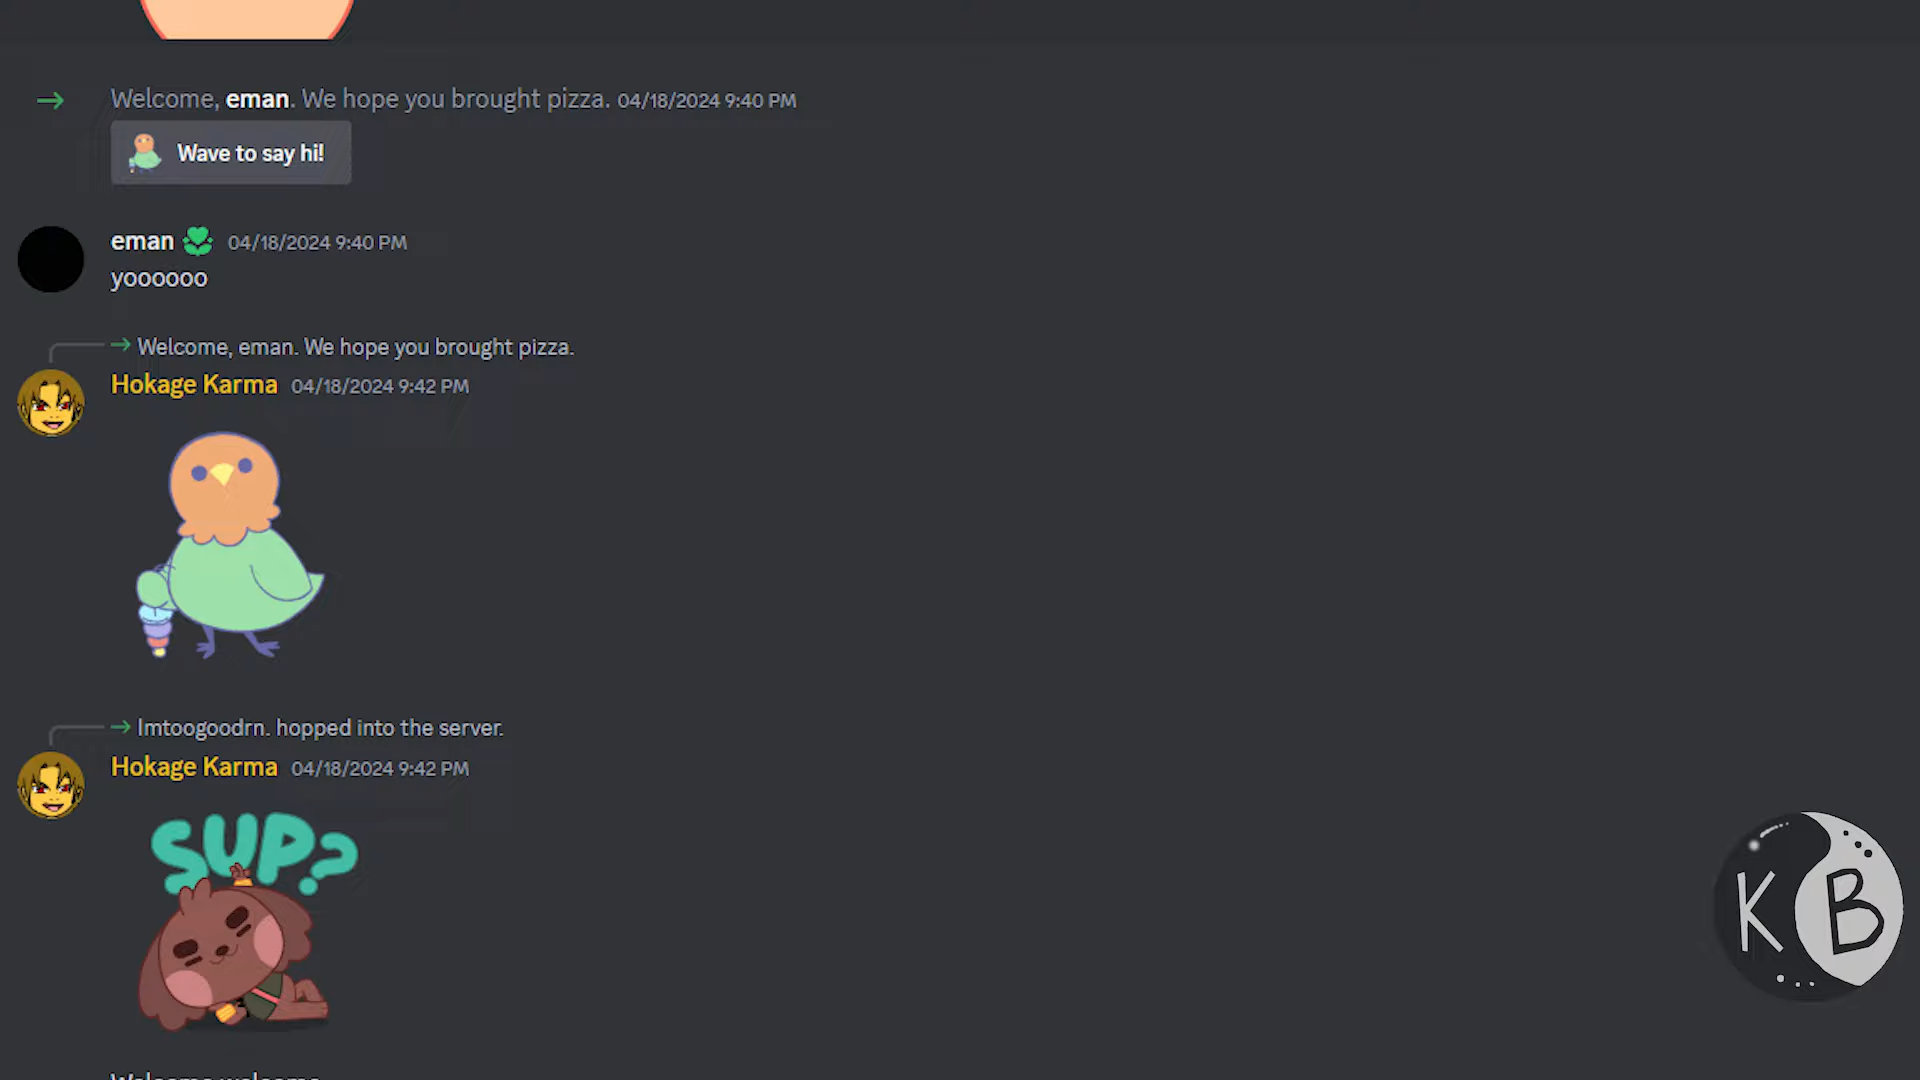 Welcome, eman. We hope you brought pizza. 04/18/2024 9:40 PM
Wave to say hi!
eman 04/18/2024 9:40 PM
yoooooo
Welcome, eman. We hope you brought pizza.
Hokage Karma 04/18/2024 9:42 PM
Imtoogoodrn. hopped into the server.
Hokage Karma 04/18/2024 9:42 PM
SUP?
K B
Welcome welcome